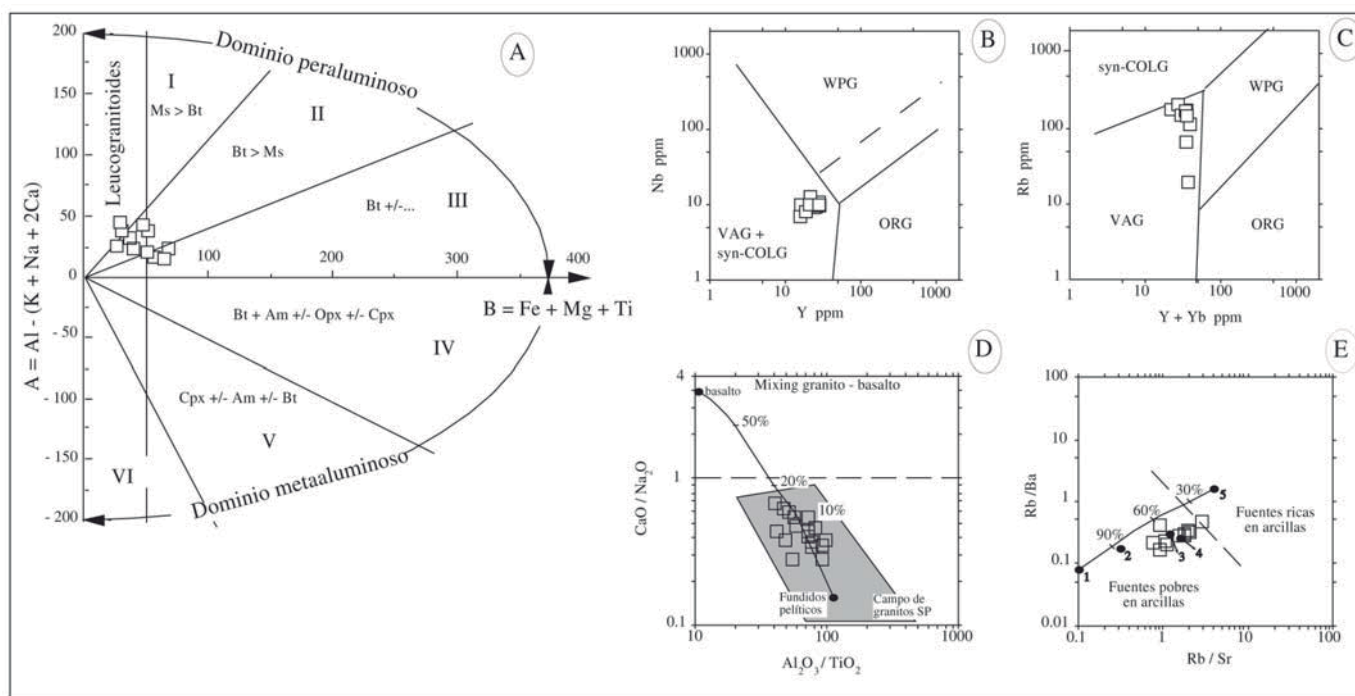 A
A = Al - (K + Na + 2Ca)
200
150
100
50
0
- 50
- 100
- 150
- 200
Dominio peraluminoso
Leucogranitoides
I
Ms > Bt
II
Bt > Ms
III
Bt +/-...
100
200
300
400
B = Fe + Mg + Ti
Bt + Am +/- Opx +/- Cpx
IV
Cpx +/- Am +/- Bt
V
VI
Dominio metaaluminoso
B
Nb ppm
1000
100
10
1
WPG
VAG +
syn-COLG
ORG
1
10
100
1000
Y ppm
C
Rb ppm
1000
100
10
1
syn-COLG
WPG
VAG
ORG
1
10
100
1000
Y + Yb ppm
D
CaO / Na2O
4
1
0.1
Mixing granito - basalto
basalto
50%
20%
10%
Fundidos
pelíticos
Campo de
granitos SP
10
100
1000
Al2O3 / TiO2
E
Rb /Ba
100
10
1
0.1
0.01
30%
5
60%
90%
1
2
3
4
Fuentes ricas
en arcillas
Fuentes pobres
en arcillas
0.1
1
10
100
Rb / Sr